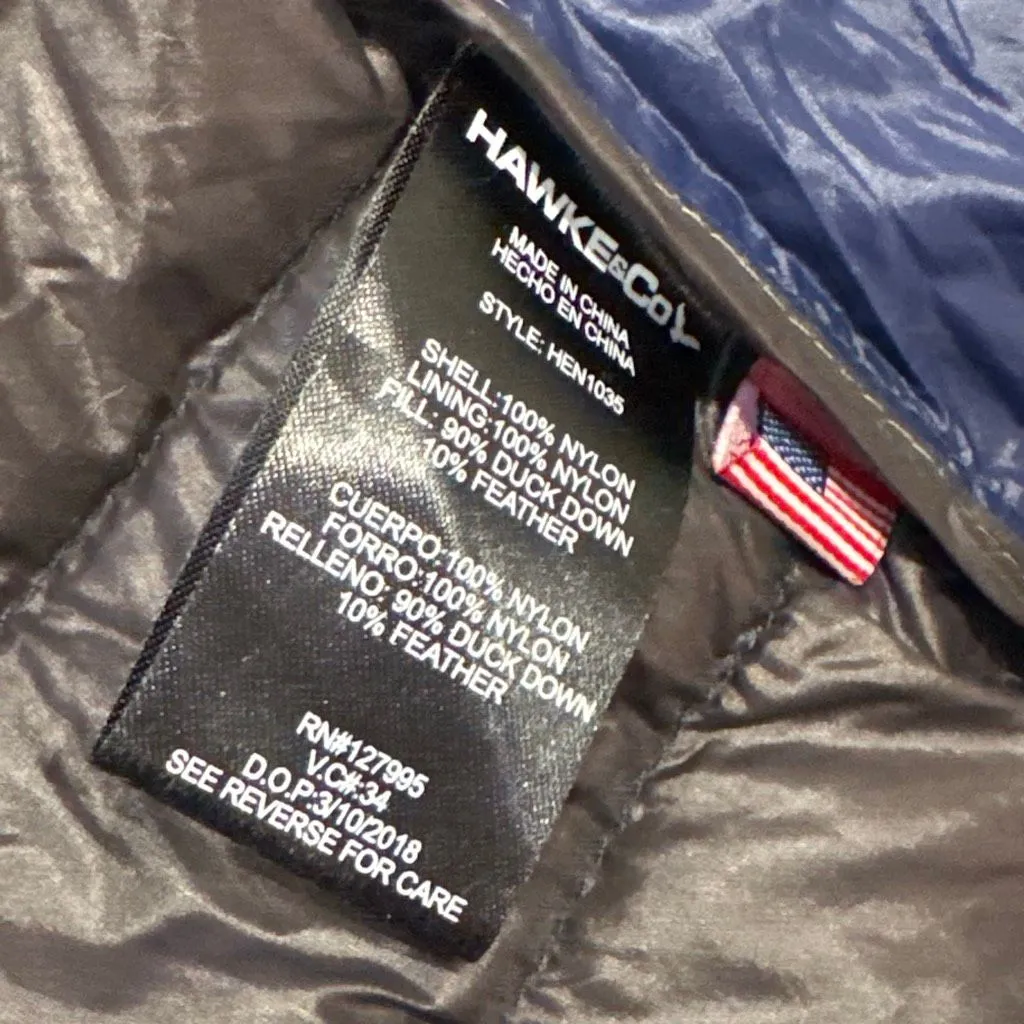 HAWKE&Co
MADE IN CHINA
HECHO EN CHINA
STYLE: HEN1035
SHELL:100% NYLON
LINING:100% NYLON
FILL: 90% DUCK DOWN
10% FEATHER
CUERPO:100% NYLON
FORRO:100% NYLON
RELLENO: 90% DUCK DOWN
10% FEATHER
RN#127995
V.C#:34
D.O.P:3/10/2018
SEE REVERSE FOR CARE